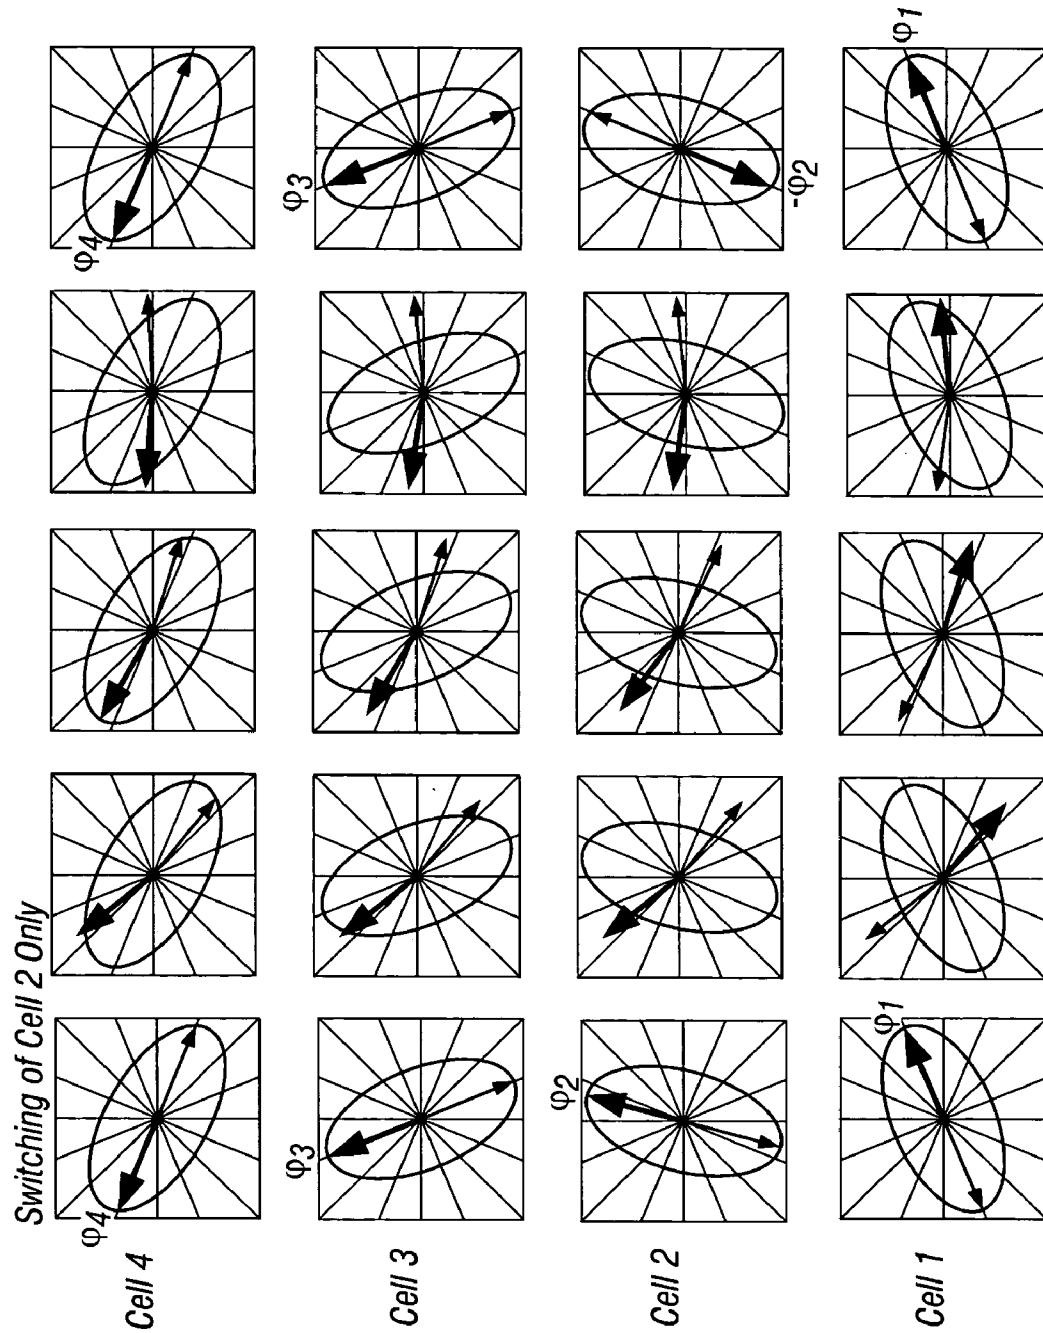 Switching of Cell 2 Only
φ4
φ4
Cell 4
φ3
φ3
Cell 3
φ2
-φ2
Cell 2
φ1
φ1
Cell 1